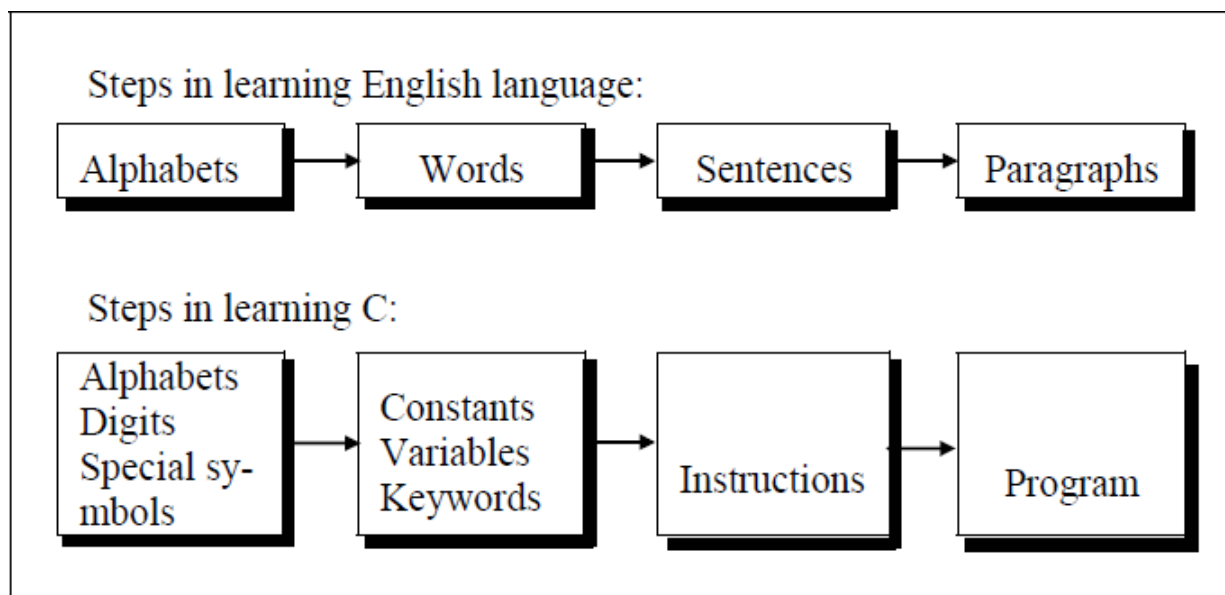 Steps in learning English language:
Alphabets
Words
Sentences
Paragraphs
Steps in learning C:
Alphabets
Digits
Special sy-
mbols
Constants
Variables
Keywords
Instructions
Program